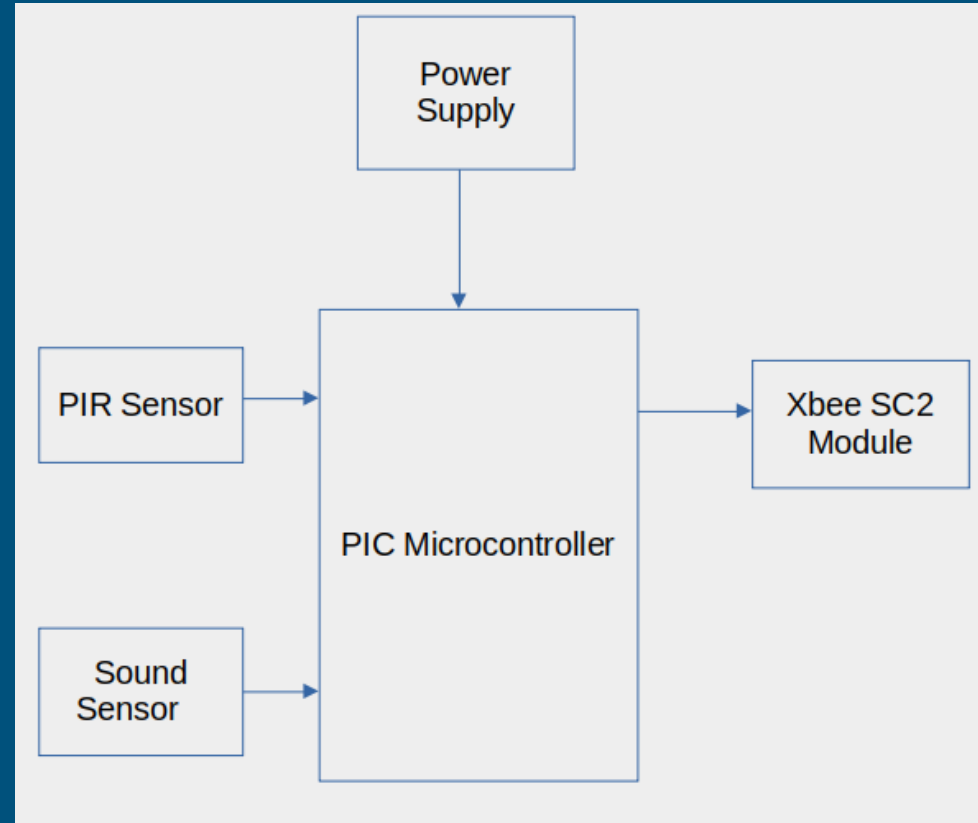 Power
Supply
PIR Sensor
Xbee SC2
Module
PIC Microcontroller
Sound
Sensor